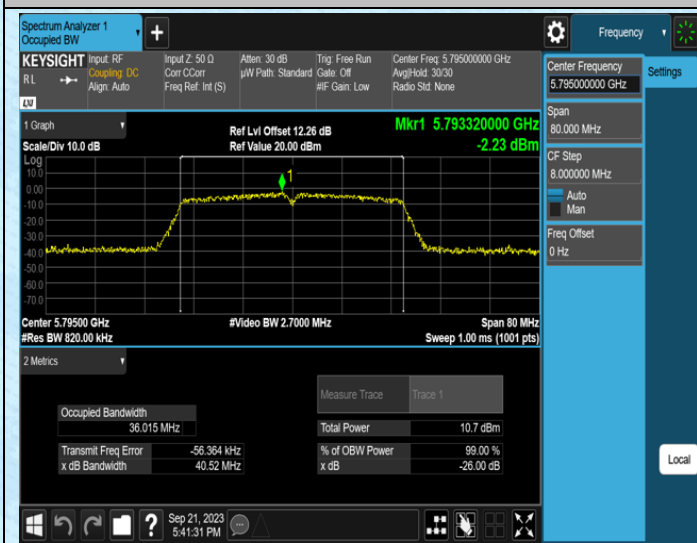 Spectrum Analyzer 1
Occupied BW
Frequency
KEYSIGHT
RL
LXI
Input: RF
Coupling: DC
Align: Auto
Input Z: 50 Ω
Corr CCorr
Freq Ref: Int (S)
Atten: 30 dB
µW Path: Standard
Trig: Free Run
Gate: Off
#IF Gain: Low
Center Freq: 5.795000000 GHz
Avg|Hold: 30/30
Radio Std: None
Center Frequency
5.795000000 GHz
Settings
Span
80.000 MHz
CF Step
8.000000 MHz
Auto
Man
Freq Offset
0 Hz
1 Graph
Scale/Div 10.0 dB
Ref Lvl Offset 12.26 dB
Ref Value 20.00 dBm
Mkr1 5.793320000 GHz
-2.23 dBm
Log
10.0
0.00
-10.0
-20.0
-30.0
-40.0
-50.0
-60.0
-70.0
1
Center 5.79500 GHz
#Res BW 820.00 kHz
#Video BW 2.7000 MHz
Span 80 MHz
Sweep 1.00 ms (1001 pts)
2 Metrics
Measure Trace
Trace 1
Occupied Bandwidth
36.015 MHz
Total Power
10.7 dBm
Transmit Freq Error
-56.364 kHz
% of OBW Power
99.00 %
x dB Bandwidth
40.52 MHz
x dB
-26.00 dB
Local
Sep 21, 2023
5:41:31 PM